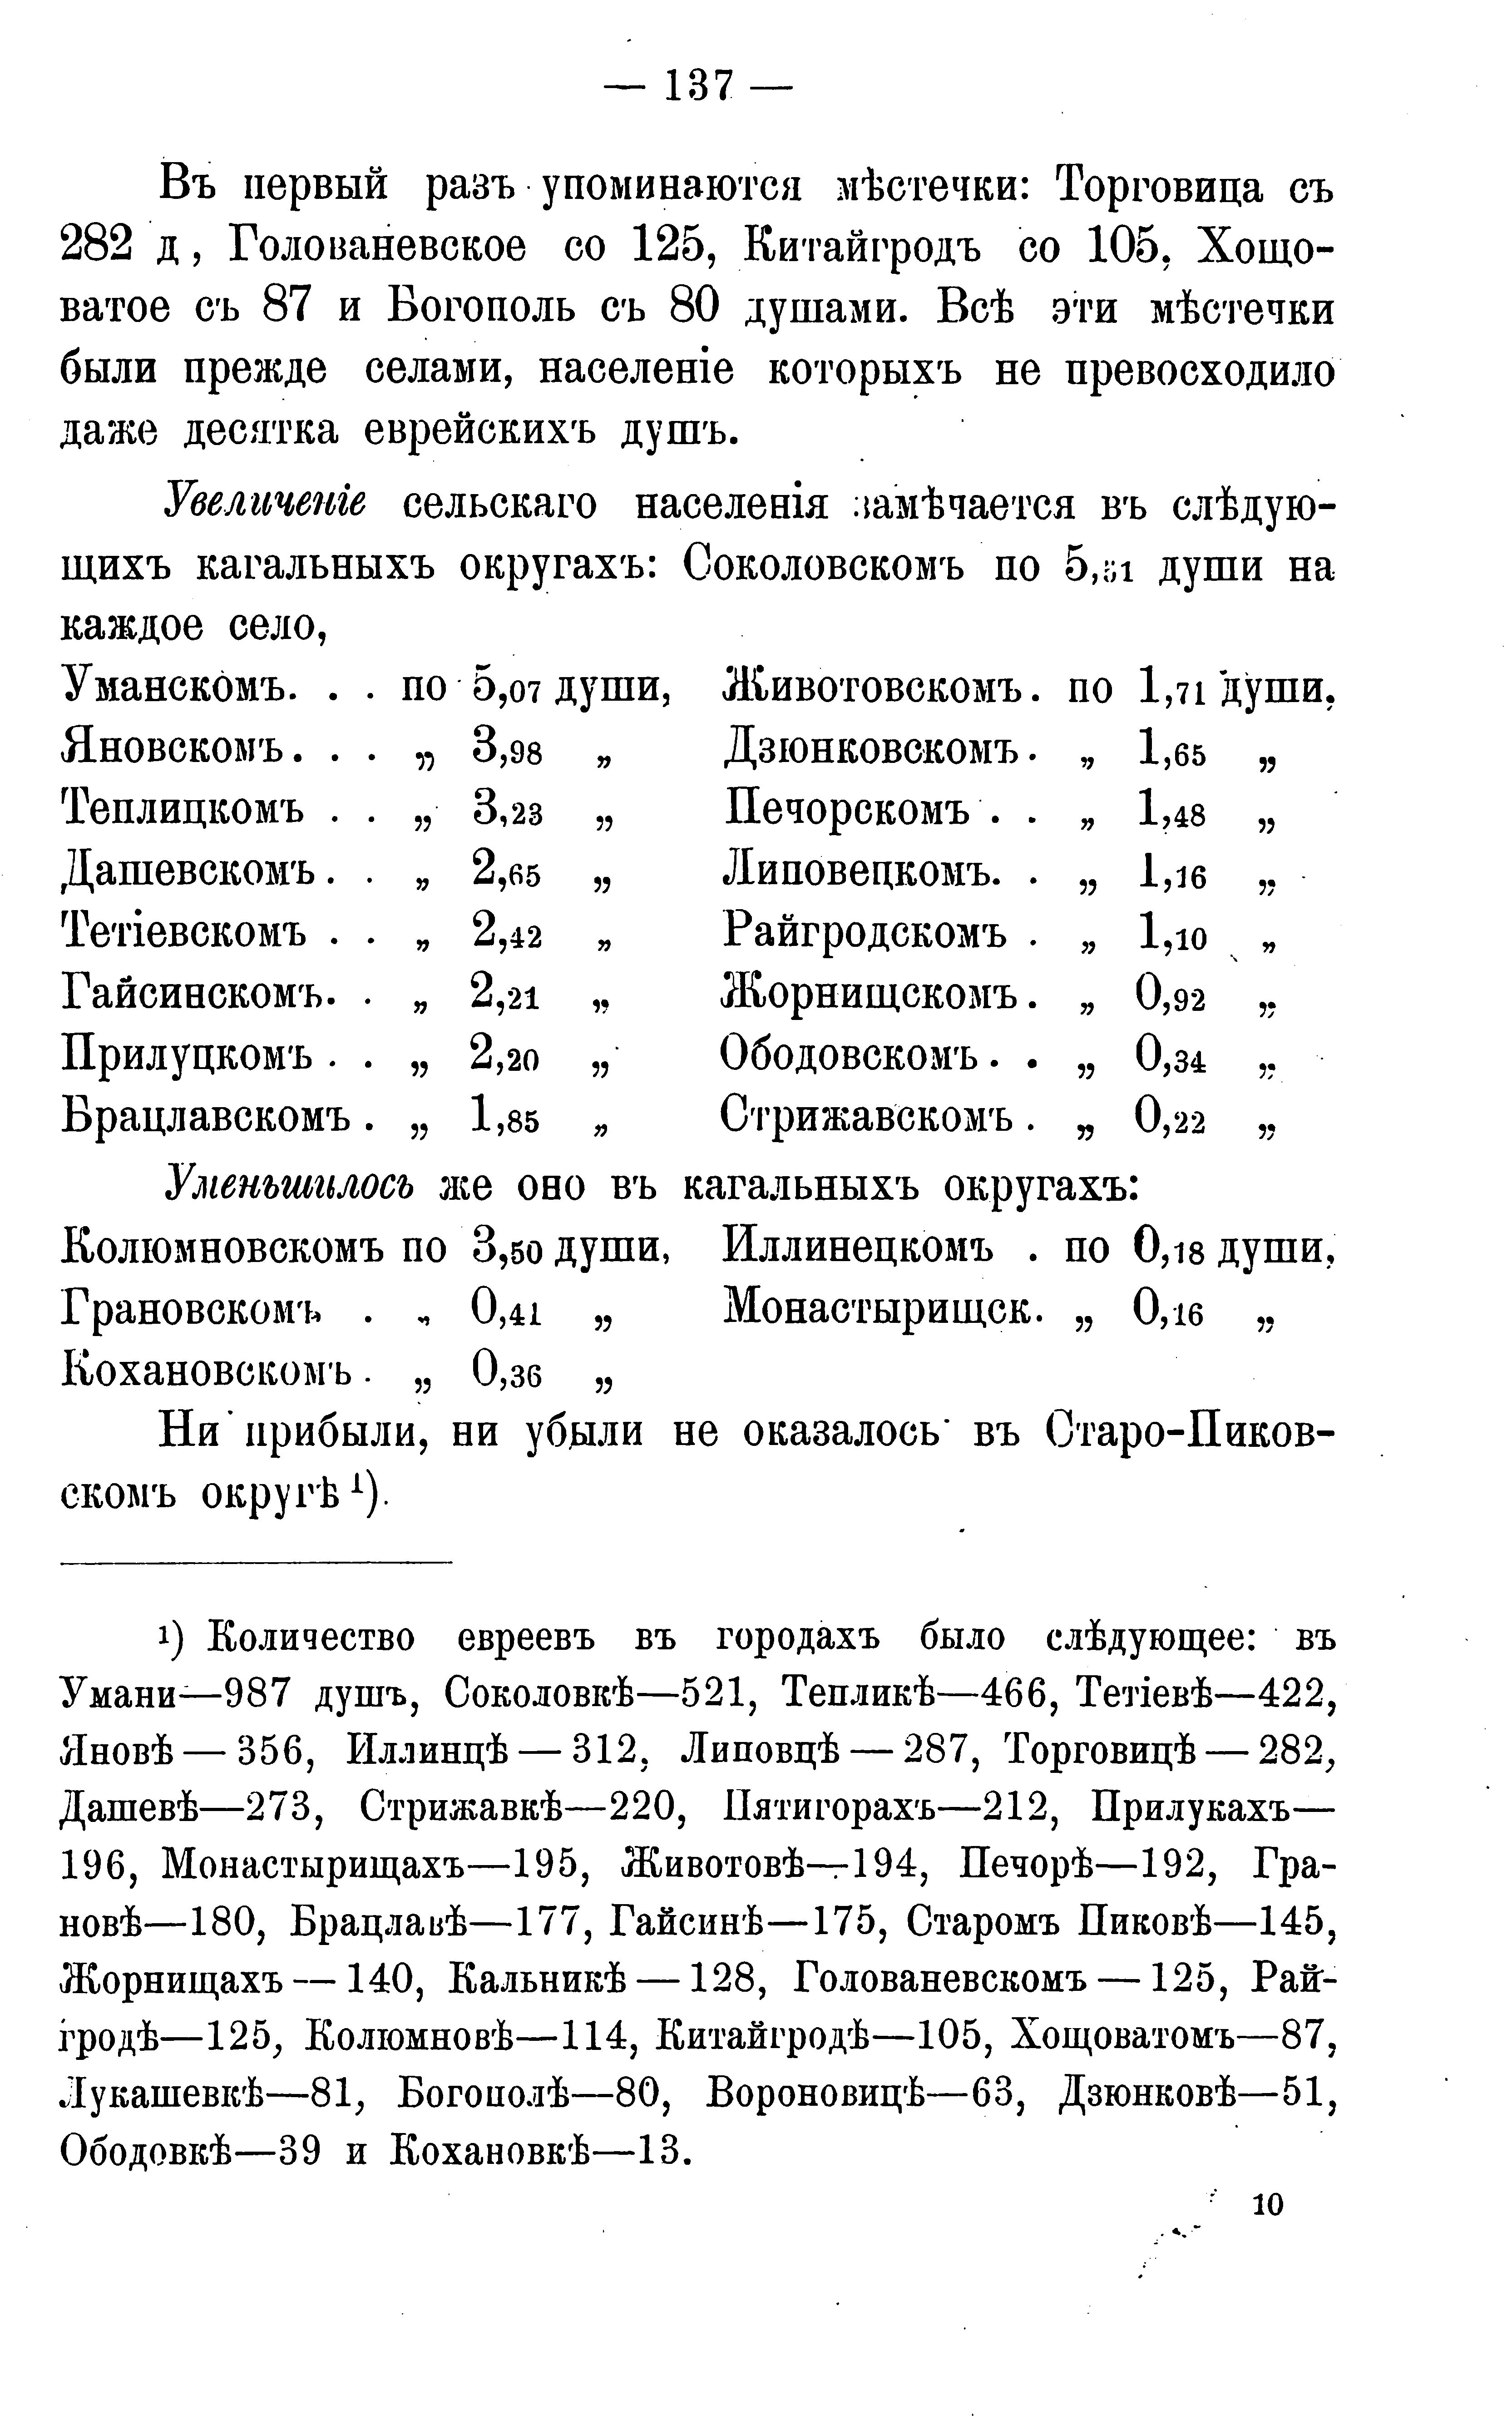 — 137 —
Въ первый разъ упоминаются мѣстечки: Торговица съ
282 д, Голованевское со 125, Китайгродъ со 105, Хощо-
ватое съ 87 и Богополь съ 80 душами. Всѣ эти мѣстечки
были прежде селами, населеніе которыхъ не превосходило
даже десятка еврейскихъ душъ.
Увеличеніе сельскаго населенія замѣчается въ слѣдую-
щихъ кагальныхъ округахъ: Соколовскомъ по души на
каждое село,
Уманскомъ. . . по 5,07 души, Животовскомъ. по 1,71 души.
Яновскомъ. . . „ 3,98 „ Дзюнковскомъ. „ 1,65 „
Теплицкомъ . . „ 3,23 „ Печорскомъ . . „ 1,48 „
Дашевскомъ. . „ 2,65 „ Липовецкомъ. . „ 1,16 „
Тетіевскомъ . . „ 2,42 „ Райгродскомъ . „ 1,10 „
Гайсинскомъ. . „ 2,21 „ Жорнищскомъ. „ 0,92 „
Прилуцкомъ . . „ 2,20 „ Ободовскомъ. . „ 0,34 „
Брацлавскомъ . „ 1,85 „ Стрижавскомъ . „ 0,22 „
Уменьшилось же оно въ кагальныхъ округахъ:
Колюмновскомъ по 3,50 души, Иллинецкомъ . по 0,18 души,
Грановскомъ . „ 0,41 „ Монастырищск. „ 0,16 „
Кохановскомъ. „ 0,36 „
Ни прибыли, ни убыли не оказалось въ Старо-Пиков-
скомъ округѣ ¹).
¹) Количество евреевъ въ городахъ было слѣдующее: въ
Умани—987 душъ, Соколовкѣ—521, Тепликѣ—466, Тетіевѣ—422,
Яновѣ — 356, Иллинцѣ — 312, Липовцѣ — 287, Торговицѣ — 282,
Дашевѣ—273, Стрижавкѣ—220, Пятигорахъ—212, Прилукахъ—
196, Монастырищахъ—195, Животовѣ—194, Печорѣ—192, Гра-
новѣ—180, Брацлавѣ—177, Гайсинѣ—175, Старомъ Пиковѣ—145,
Жорнищахъ — 140, Кальникѣ — 128, Голованевскомъ — 125, Рай-
гродѣ—125, Колюмновѣ—114, Китайгродѣ—105, Хощоватомъ—87,
Лукашевкѣ—81, Богополѣ—80, Вороновицѣ—63, Дзюнковѣ—51,
Ободовкѣ—39 и Кохановкѣ—13.
10